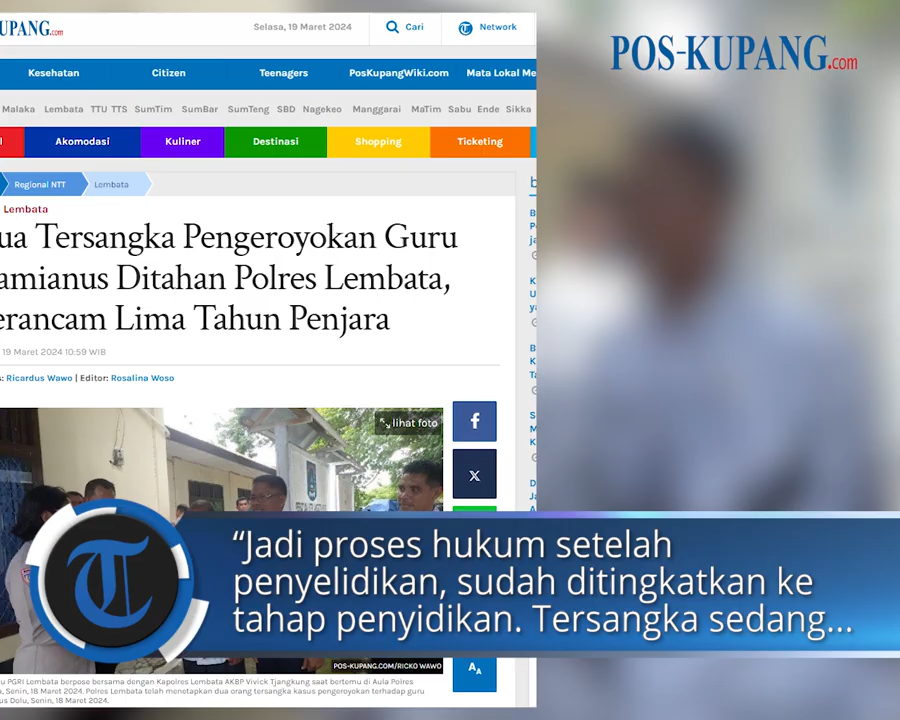 UPANG.com
Selasa, 19 Maret 2024
Cari
Network
POS-KUPANG.com
Kesehatan Citizen Teenagers PosKupangWiki.com Mata Lokal Me
Malaka Lembata TTU TTS SumTim SumBar SumTeng SBD Nagekeo Manggarai MaTim Sabu Ende Sikka
Akomodasi Kuliner Destinasi Shopping Ticketing
Regional NTT Lembata
Lembata
ua Tersangka Pengeroyokan Guru
amianus Ditahan Polres Lembata,
erancam Lima Tahun Penjara
19 Maret 2024 10:59 WIB
s: Ricardus Wawo | Editor: Rosalina Woso
lihat foto
“Jadi proses hukum setelah
penyelidikan, sudah ditingkatkan ke
tahap penyidikan. Tersangka sedang...
POS-KUPANG.COM/RICKO WAWO
AA
u PGRI Lembata berpose bersama dengan Kapolres Lembata AKBP Vivick Tjangkung saat bertemu di Aula Polres
a, Senin, 18 Maret 2024. Polres Lembata telah menetapkan dua orang tersangka kasus pengeroyokan terhadap guru
us Dolu, Senin, 18 Maret 2024.